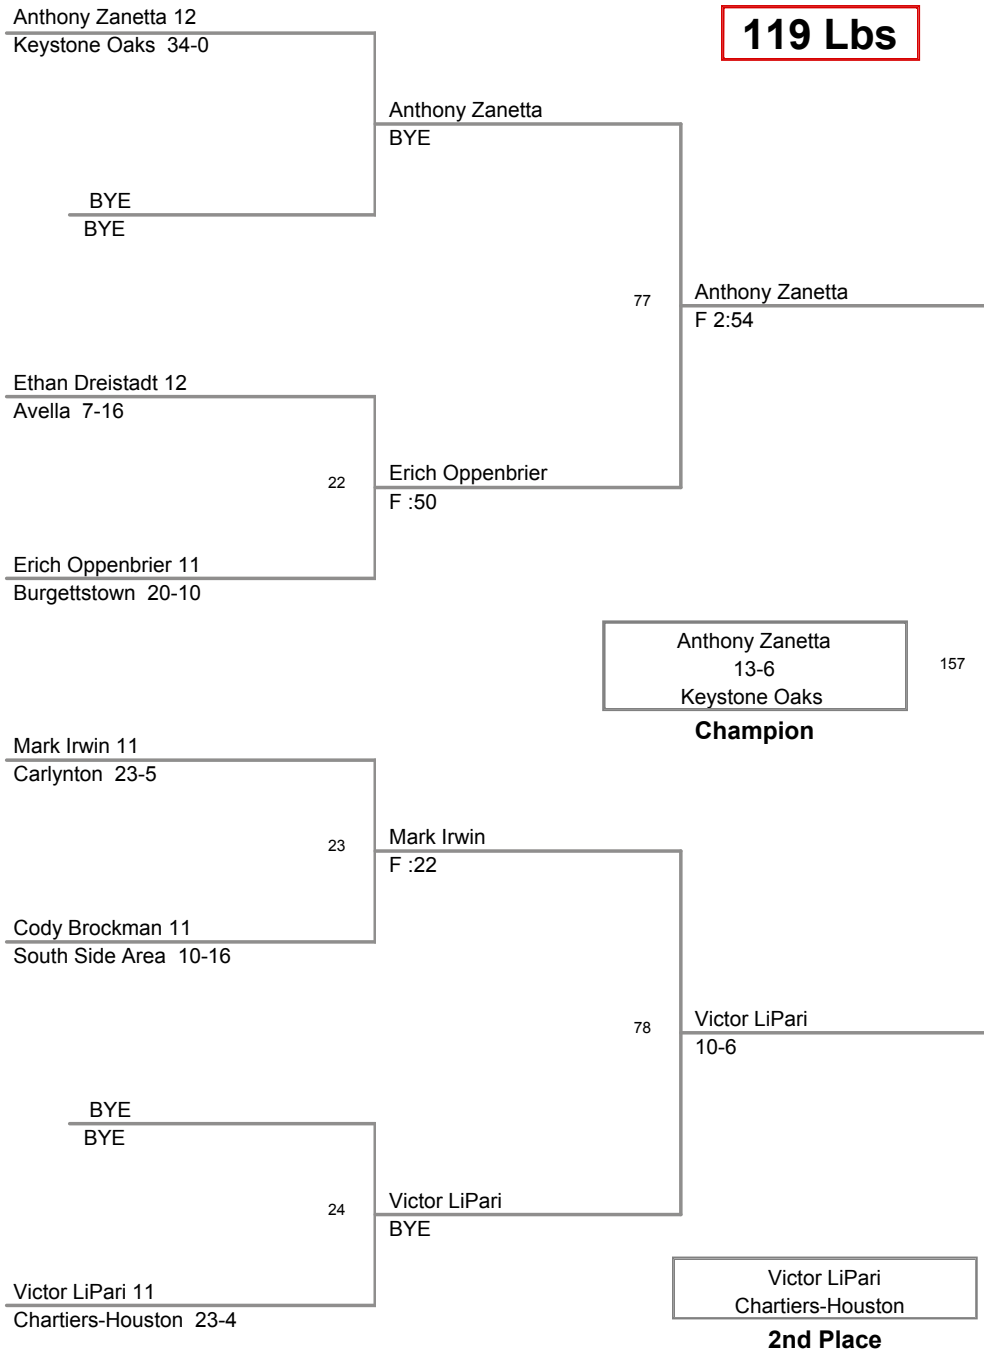 Anthony Zanetta 12
Keystone Oaks  34-0
119 Lbs
Anthony Zanetta
BYE
BYE
BYE
77
Anthony Zanetta
F 2:54
Ethan Dreistadt 12
Avella  7-16
22
Erich Oppenbrier
F :50
Erich Oppenbrier 11
Burgettstown  20-10
Anthony Zanetta
13-6
Keystone Oaks
157
Champion
Mark Irwin 11
Carlynton  23-5
23
Mark Irwin
F :22
Cody Brockman 11
South Side Area  10-16
78
Victor LiPari
10-6
BYE
BYE
24
Victor LiPari
BYE
Victor LiPari 11
Chartiers-Houston  23-4
Victor LiPari
Chartiers-Houston
2nd Place